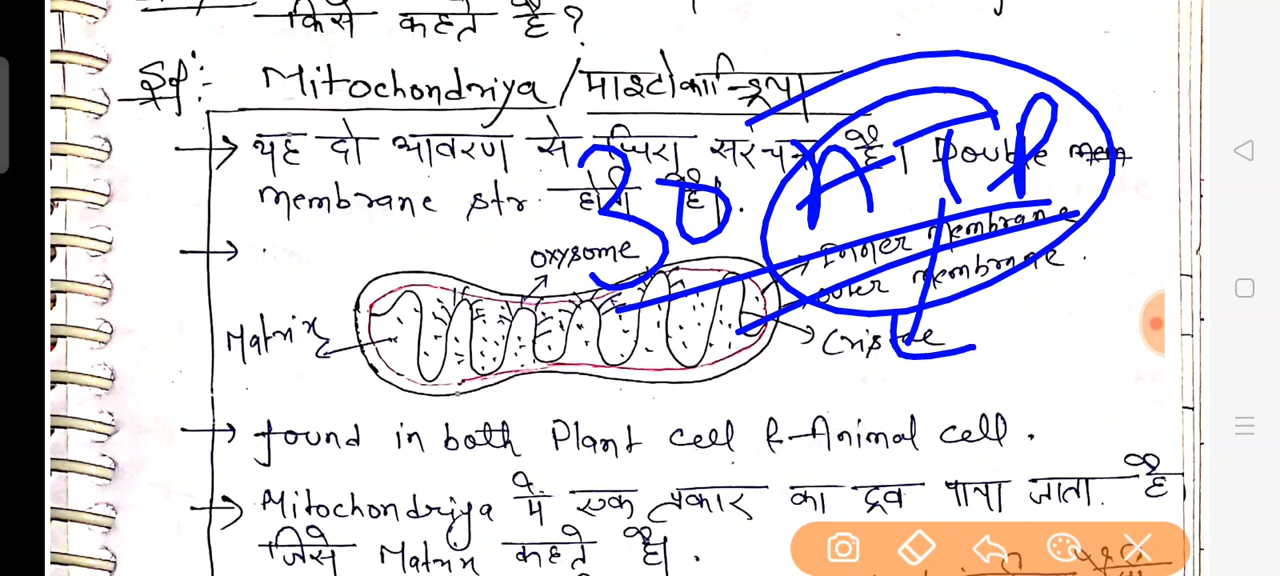 किसे कहते है?
Mitochondriya / माइटोकान्ड्रिया
→ यह दो आवरण से घिरा संरचना है। Double mem
membrane str. होता है।
→ .
oxysome
Inner membrane
outer membrane.
Matrix
Cristae
30 ATP
→ found in both Plant cell & Animal cell.
→ Mitochondriya में एक प्रकार का द्रव पाया जाता है
जिसे Matrix कहते है।